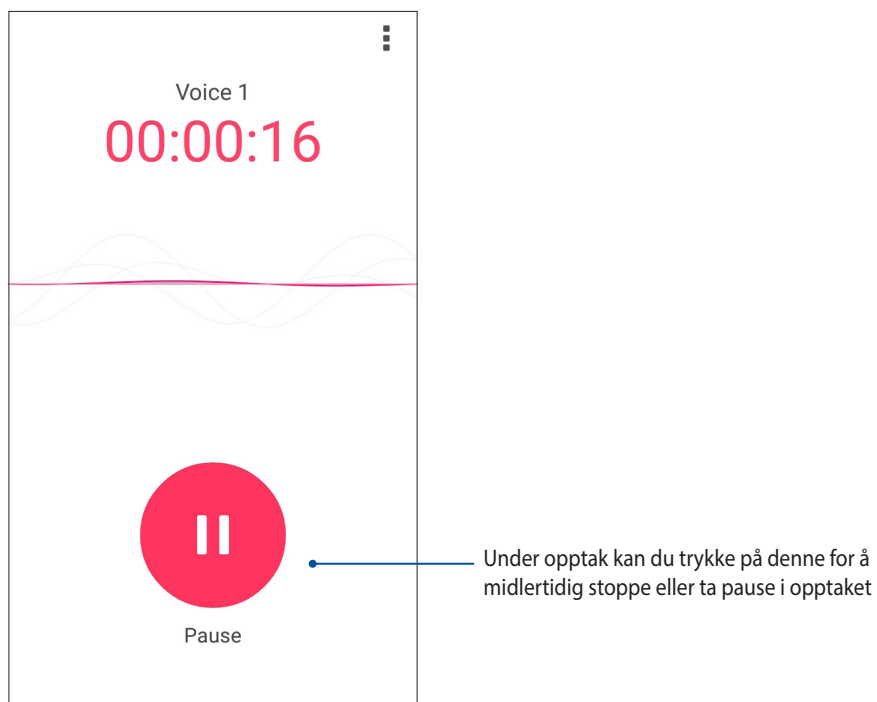 Voice 1
00:00:16
Pause
Under opptak kan du trykke på denne for å
midlertidig stoppe eller ta pause i opptaket